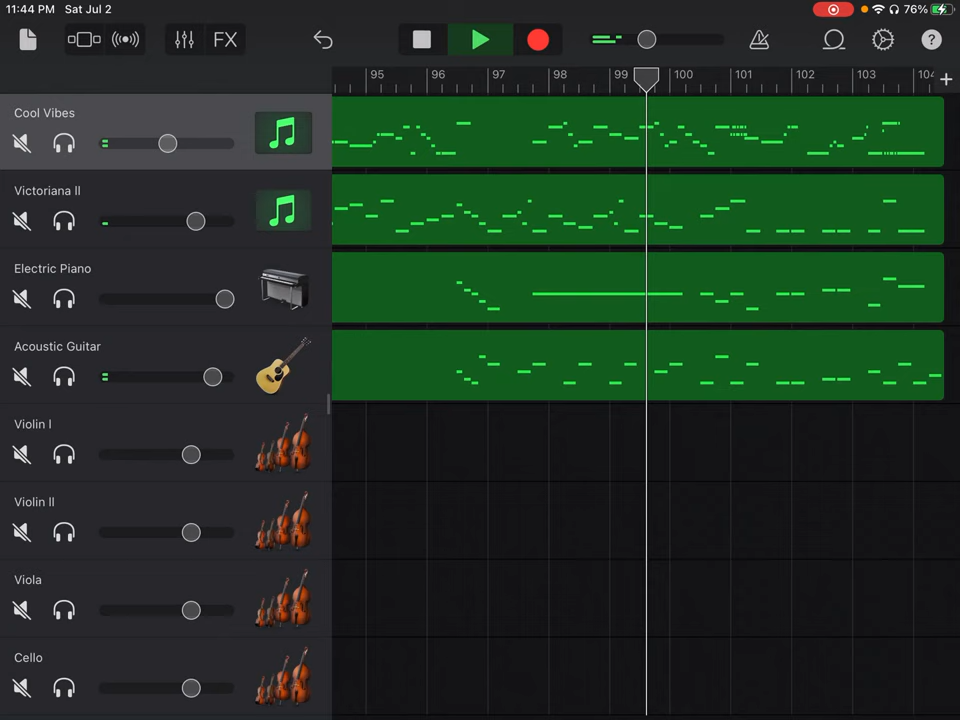 11:44 PM Sat Jul 2
76%
FX
?
95 96 97 98 99 100 101 102 103 104
+
Cool Vibes
Victoriana II
Electric Piano
Acoustic Guitar
Violin I
Violin II
Viola
Cello